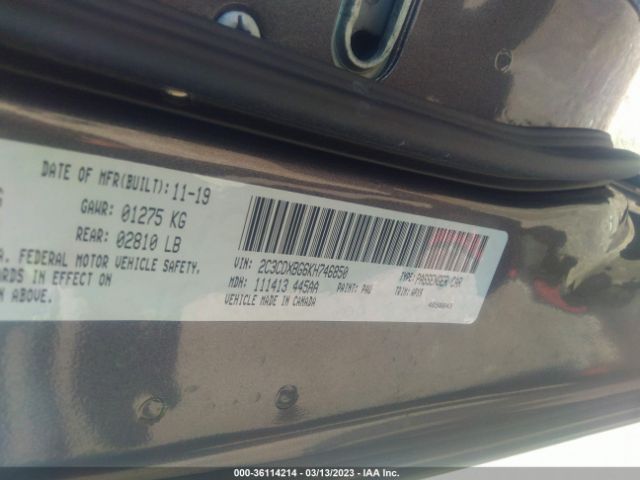 DATE OF MFR(BUILT): 11-19
GAWR: 01275 KG
REAR: 02810 LB
FEDERAL MOTOR VEHICLE SAFETY.
IN EFFECT ON
ABOVE.
VIN: 2C3CDXBG6KH746850
TYPE: PASSENGER CAR
MDH: 111413 445AA
PAINT: PAU
TRIM:
VEHICLE MADE IN CANADA
000-36114214 - 03/13/2023 - IAA Inc.